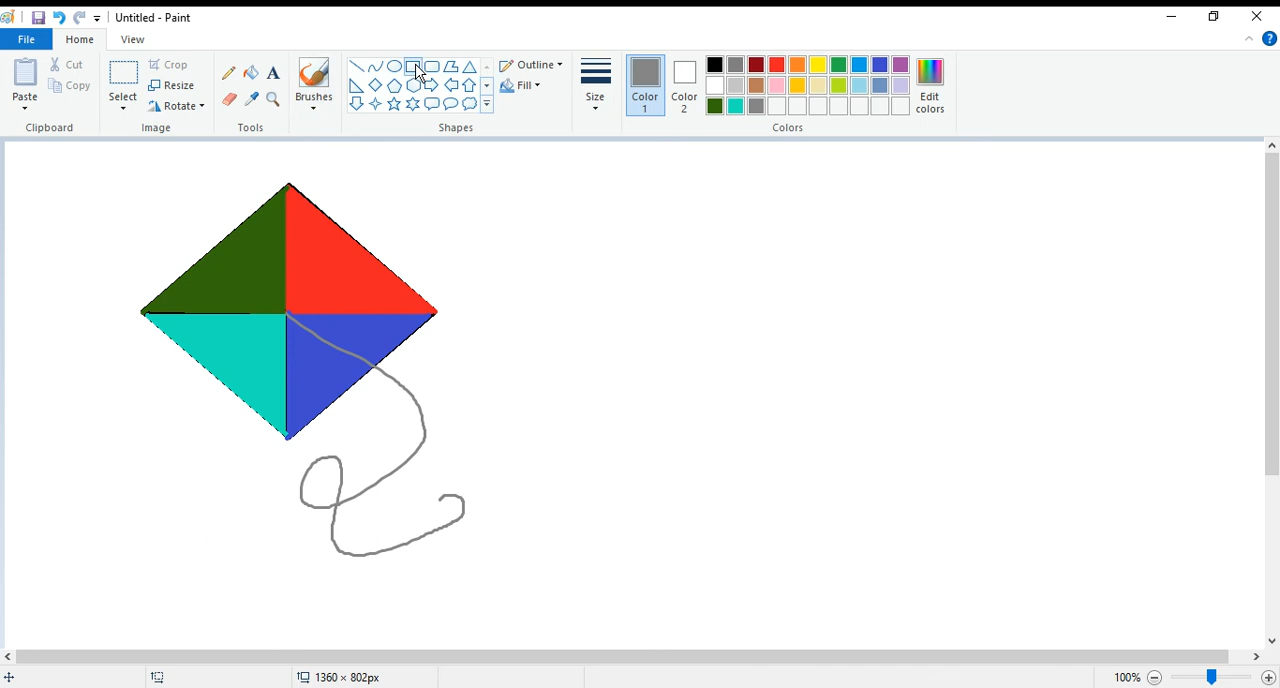 Untitled - Paint
File Home View
Paste
Cut
Copy
Clipboard
Select
Crop
Resize
Rotate
Image
A
Tools
Brushes
Outline
Fill
Shapes
Size
Color 1
Color 2
Edit colors
Colors
1360 × 802px
100%